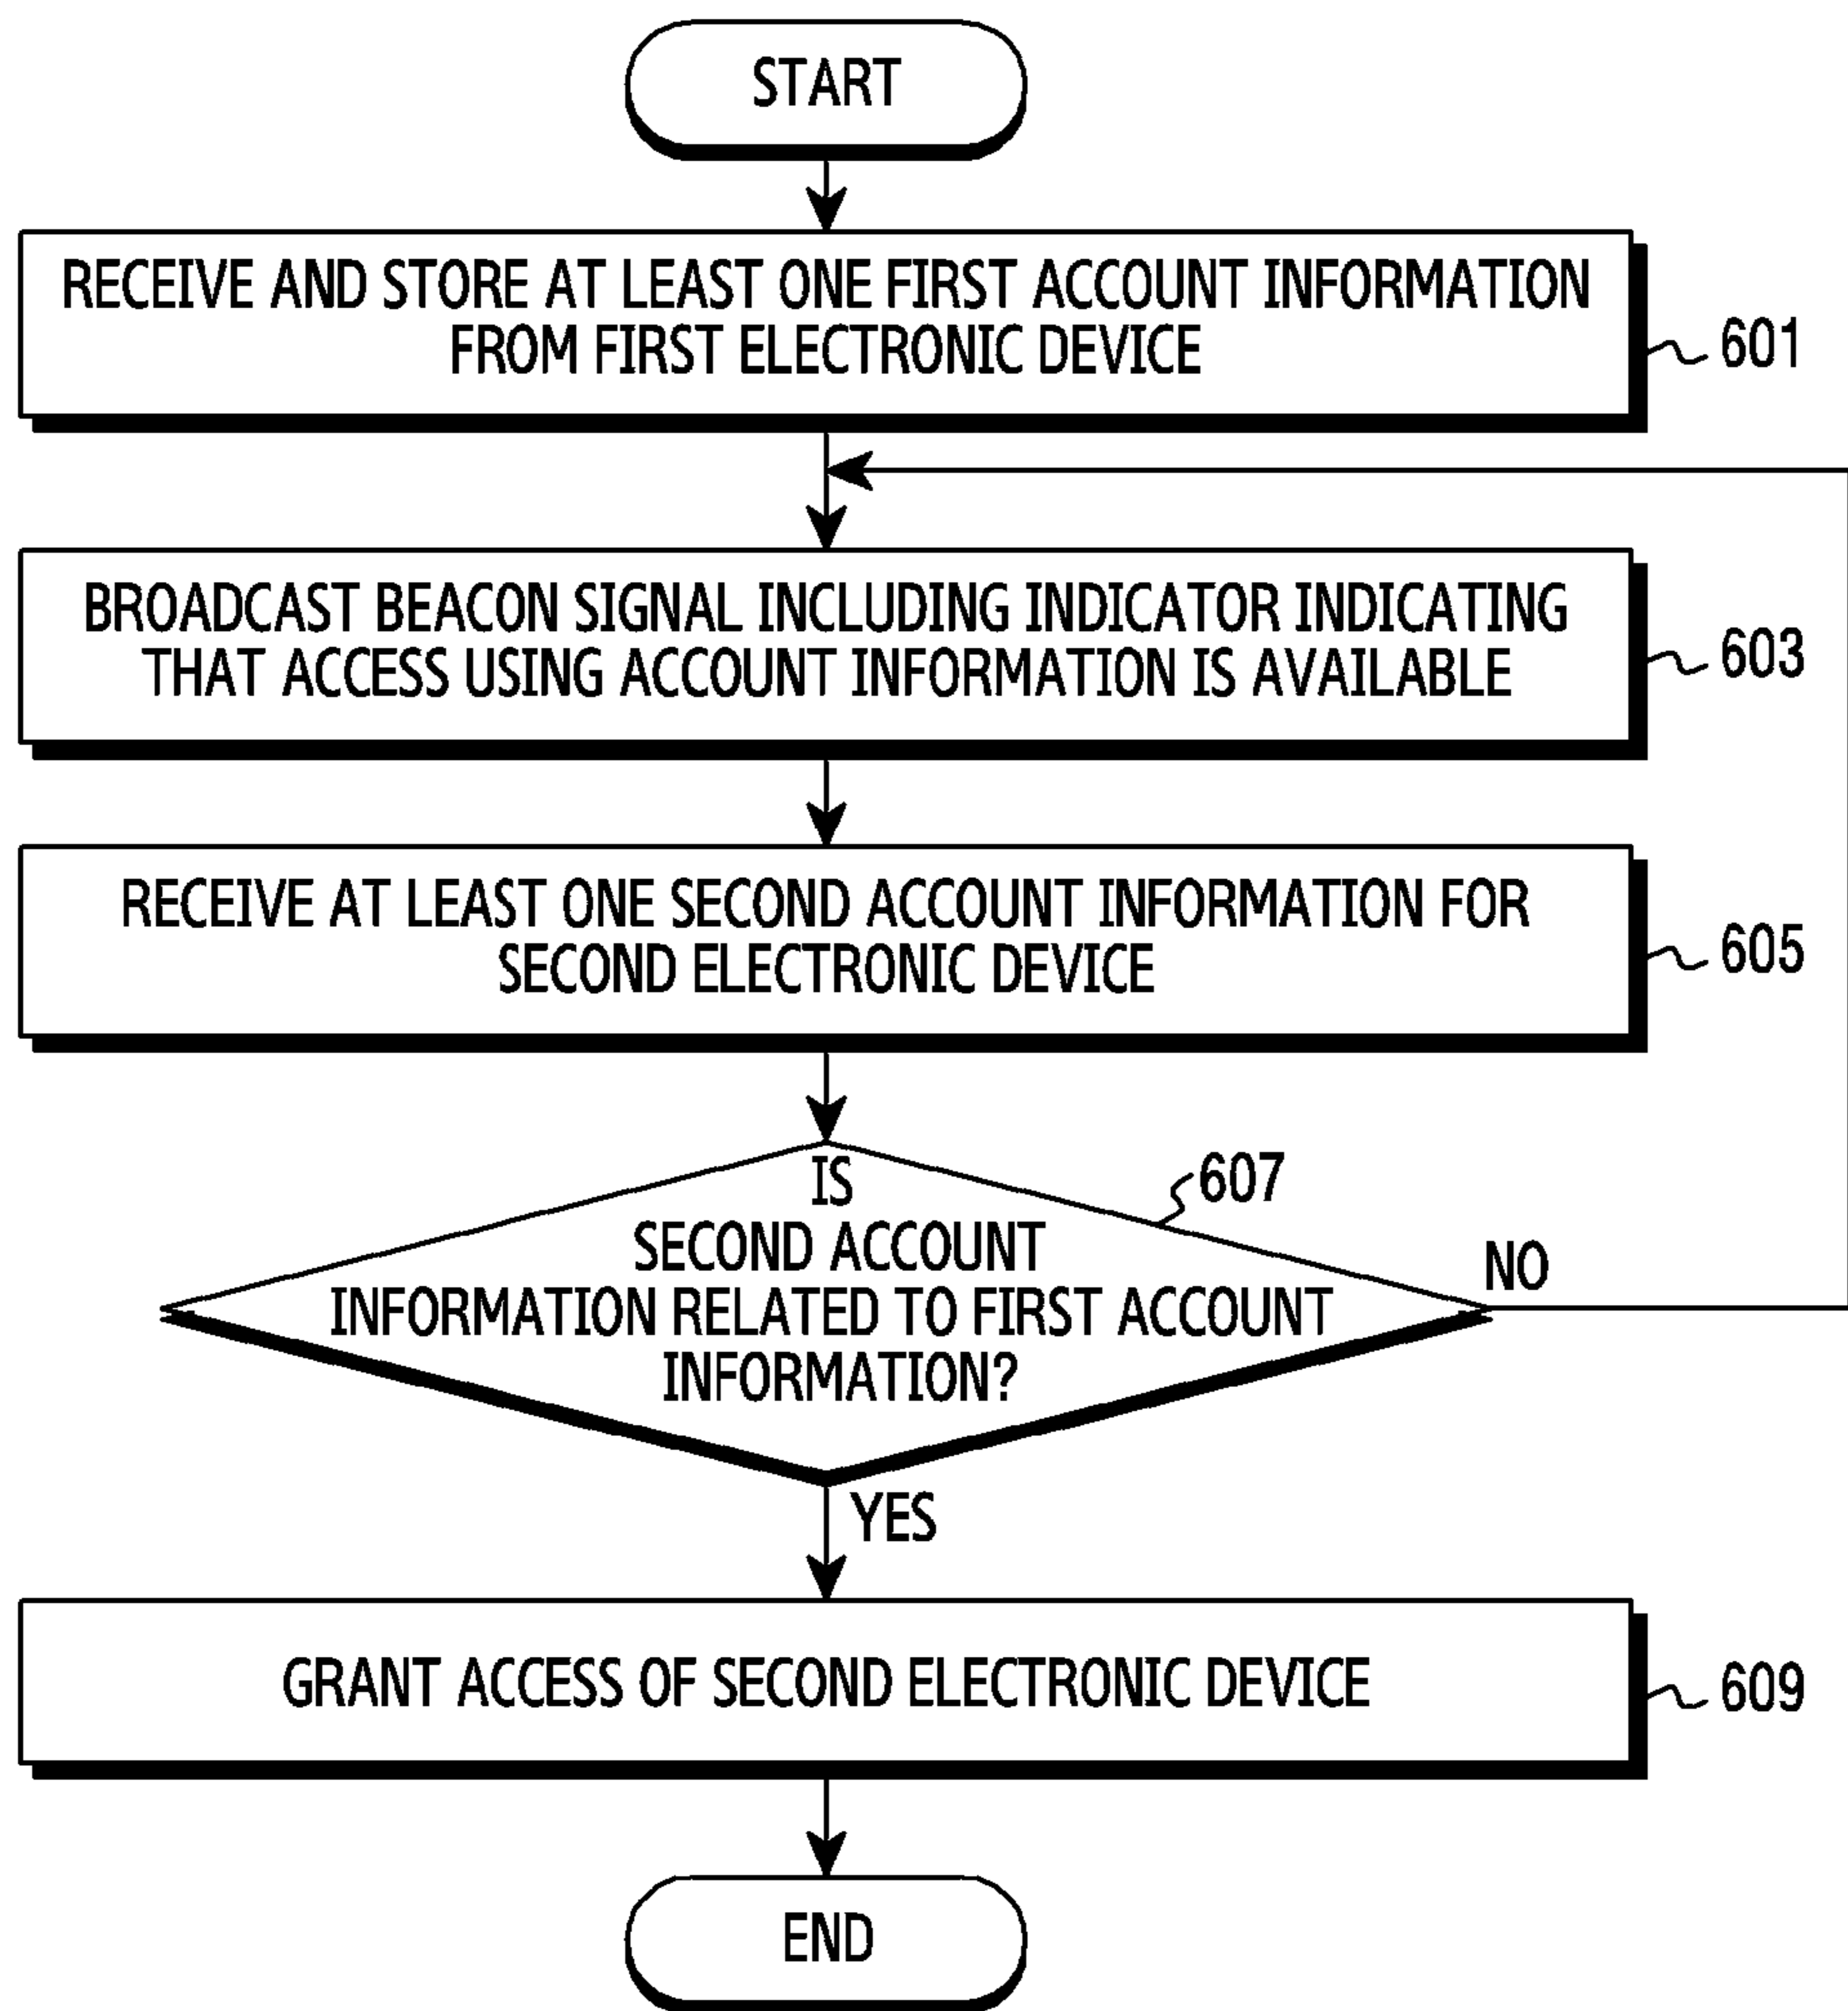 START
RECEIVE AND STORE AT LEAST ONE FIRST ACCOUNT INFORMATION
FROM FIRST ELECTRONIC DEVICE
601
BROADCAST BEACON SIGNAL INCLUDING INDICATOR INDICATING
THAT ACCESS USING ACCOUNT INFORMATION IS AVAILABLE
603
RECEIVE AT LEAST ONE SECOND ACCOUNT INFORMATION FOR
SECOND ELECTRONIC DEVICE
605
IS
607
SECOND ACCOUNT
INFORMATION RELATED TO FIRST ACCOUNT
INFORMATION?
NO
YES
GRANT ACCESS OF SECOND ELECTRONIC DEVICE
609
END